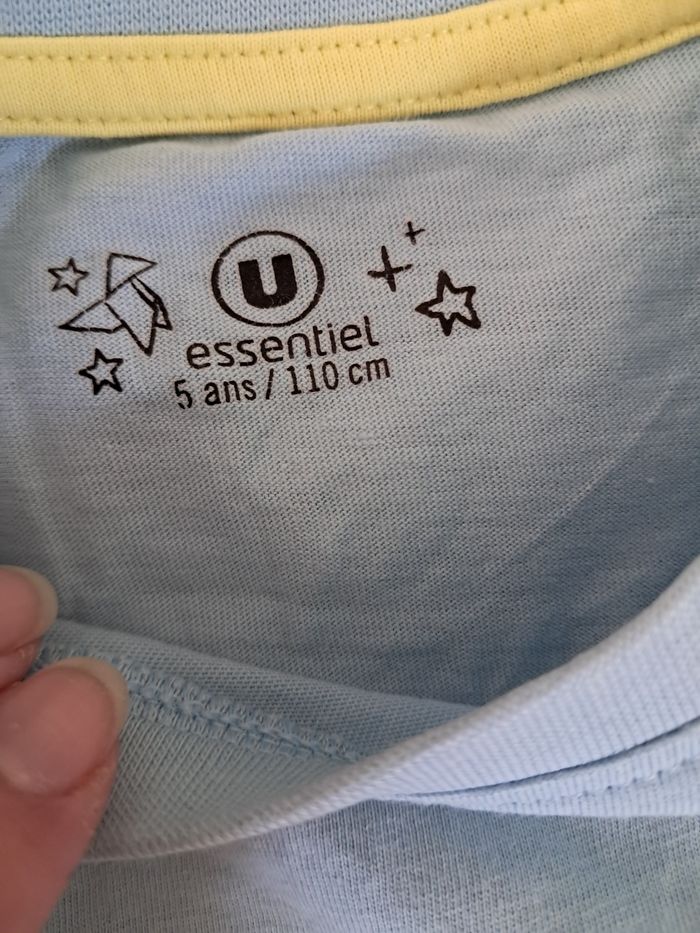 U
essentiel
5 ans / 110 cm